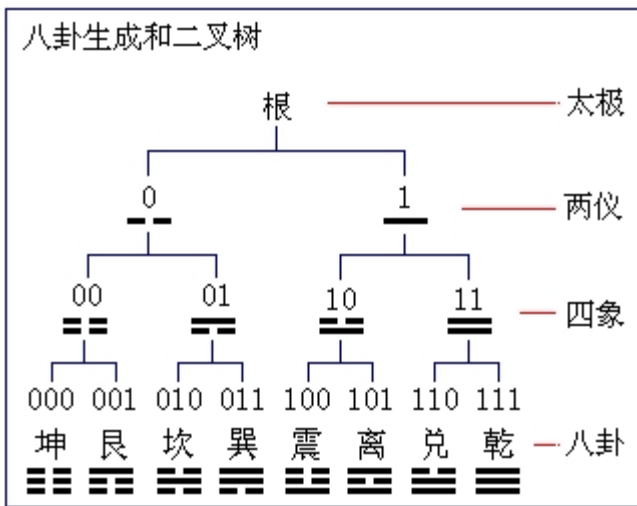 八卦生成和二叉树
根 太极
0 1 两仪
00 01 10 11 四象
000 001 010 011 100 101 110 111
坤 艮 坎 巽 震 离 兑 乾 八卦